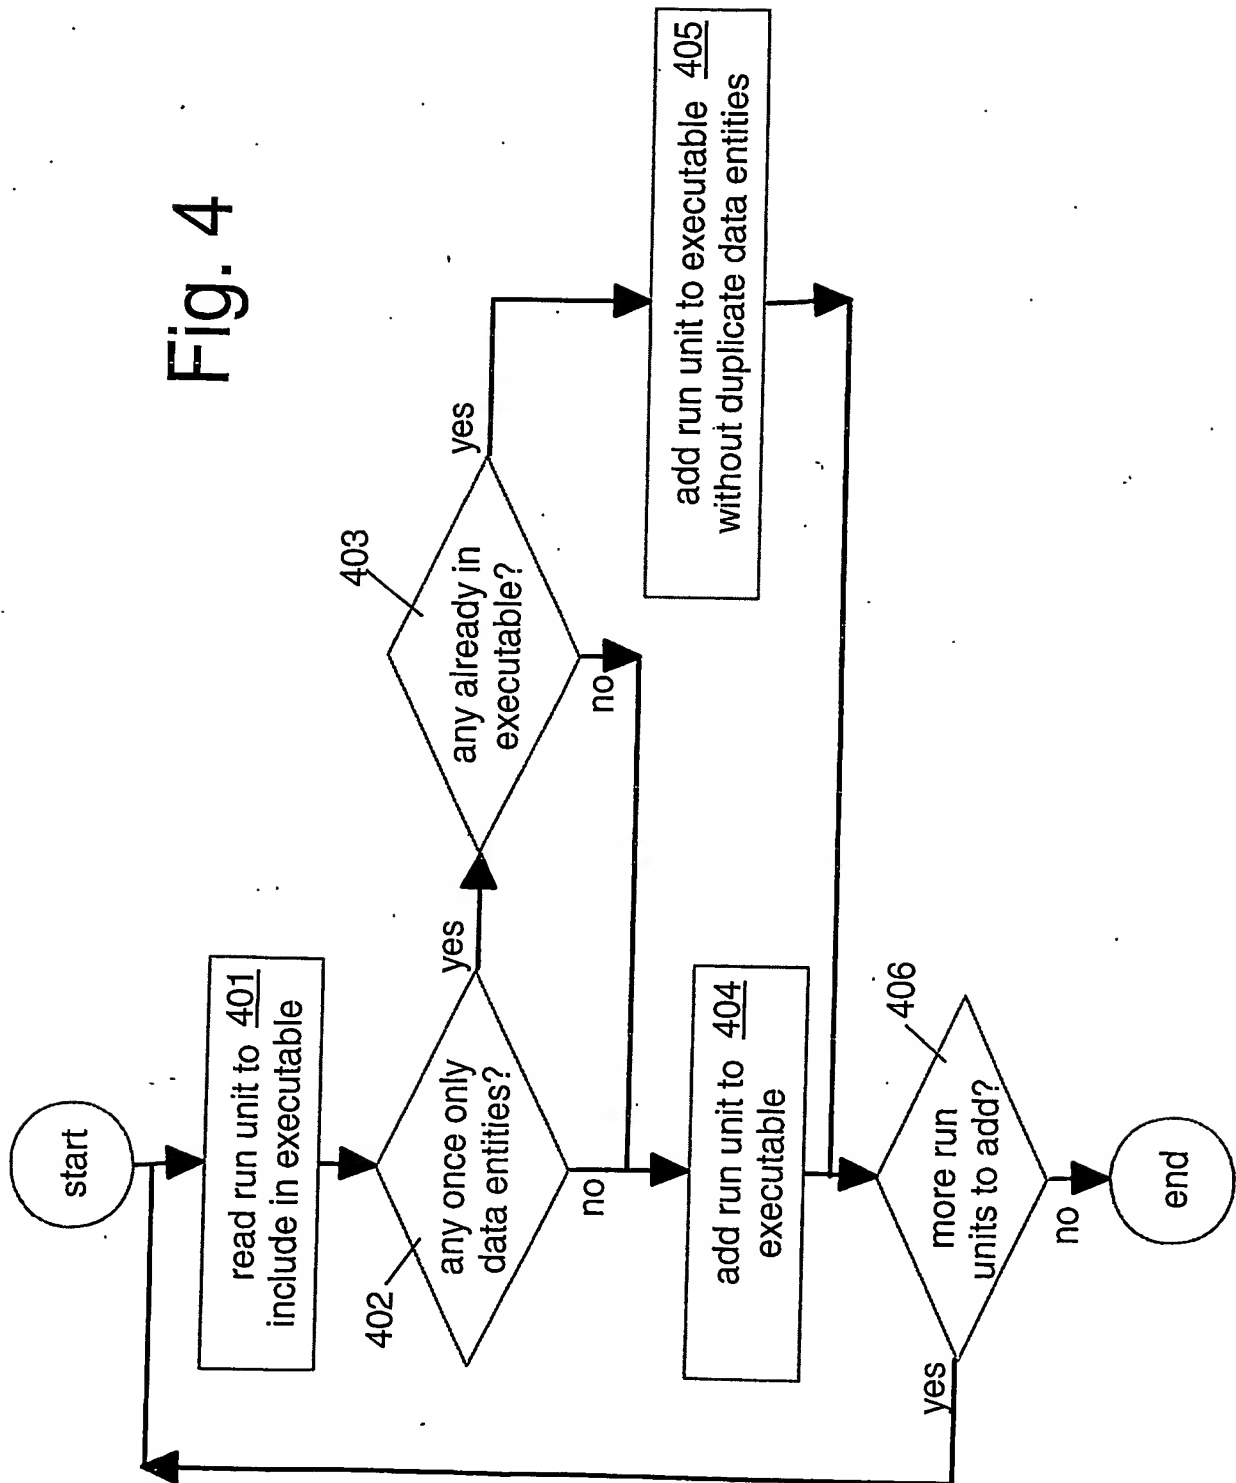 Fig. 4
start
read run unit to 401
include in executable
402
any once only
data entities?
yes
no
403
any already in
executable?
yes
no
add run unit to 404
executable
add run unit to executable 405
without duplicate data entities
406
more run
units to add?
yes
no
end